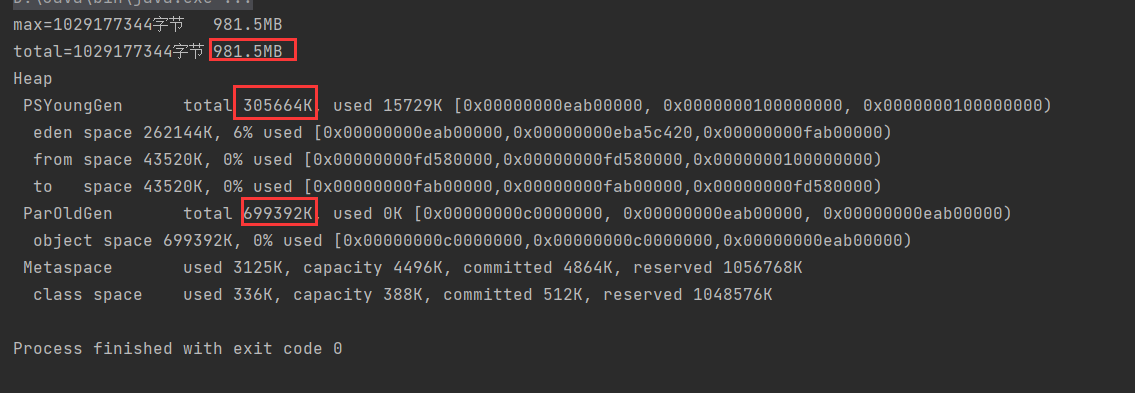 D:\Java\bin\java.exe ...
max=1029177344字节   981.5MB
total=1029177344字节 981.5MB
Heap
 PSYoungGen      total 305664K, used 15729K [0x00000000eab00000, 0x0000000100000000, 0x0000000100000000)
  eden space 262144K, 6% used [0x00000000eab00000,0x00000000eba5c420,0x00000000fab00000)
  from space 43520K, 0% used [0x00000000fd580000,0x00000000fd580000,0x0000000100000000)
  to   space 43520K, 0% used [0x00000000fab00000,0x00000000fab00000,0x00000000fd580000)
 ParOldGen       total 699392K, used 0K [0x00000000c0000000, 0x00000000eab00000, 0x00000000eab00000)
  object space 699392K, 0% used [0x00000000c0000000,0x00000000c0000000,0x00000000eab00000)
 Metaspace       used 3125K, capacity 4496K, committed 4864K, reserved 1056768K
  class space    used 336K, capacity 388K, committed 512K, reserved 1048576K
Process finished with exit code 0